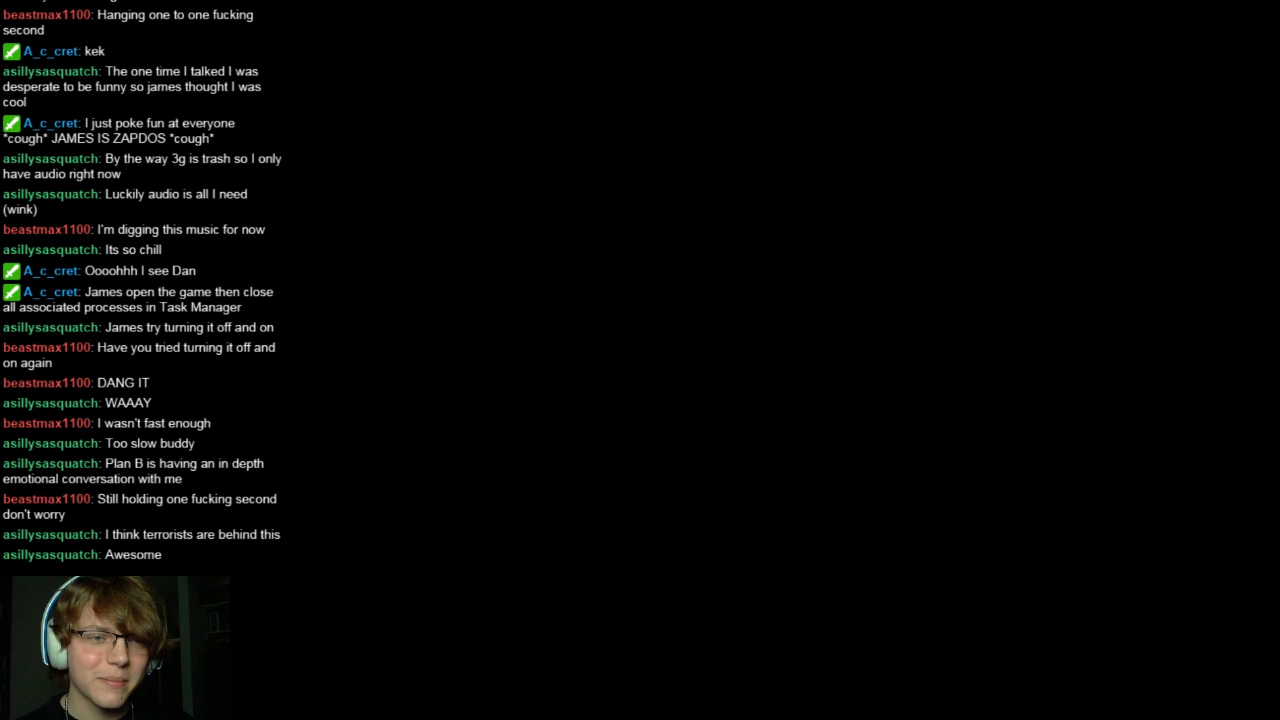 beastmax1100: Hanging one to one fucking
second
A_c_cret: kek
asillysasquatch: The one time I talked I was
desperate to be funny so james thought I was
cool
A_c_cret: I just poke fun at everyone
*cough* JAMES IS ZAPDOS *cough*
asillysasquatch: By the way 3g is trash so I only
have audio right now
asillysasquatch: Luckily audio is all I need
(wink)
beastmax1100: I'm digging this music for now
asillysasquatch: Its so chill
A_c_cret: Oooohhh I see Dan
A_c_cret: James open the game then close
all associated processes in Task Manager
asillysasquatch: James try turning it off and on
beastmax1100: Have you tried turning it off and
on again
beastmax1100: DANG IT
asillysasquatch: WAAAY
beastmax1100: I wasn't fast enough
asillysasquatch: Too slow buddy
asillysasquatch: Plan B is having an in depth
emotional conversation with me
beastmax1100: Still holding one fucking second
don't worry
asillysasquatch: I think terrorists are behind this
asillysasquatch: Awesome